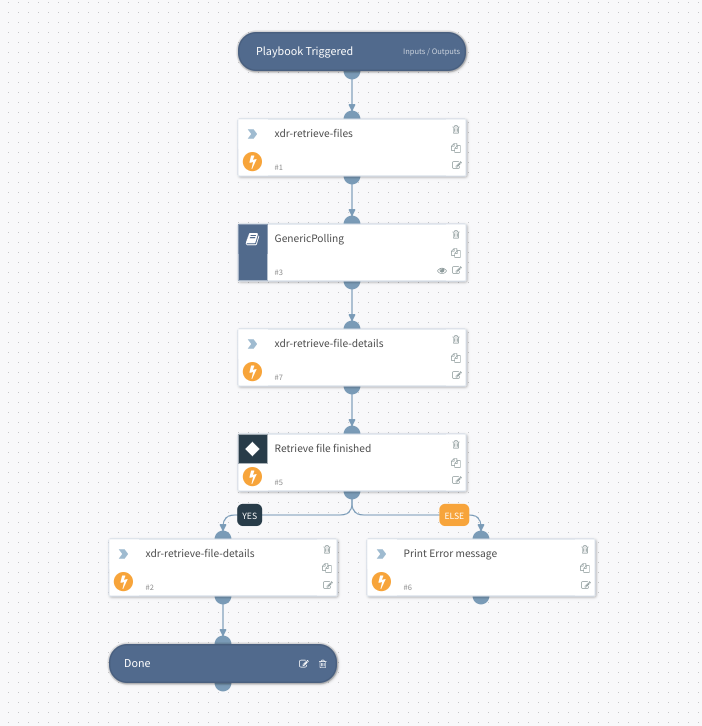 Playbook Triggered
Inputs / Outputs
xdr-retrieve-files
#1
GenericPolling
#3
xdr-retrieve-file-details
#7
Retrieve file finished
#5
YES
ELSE
xdr-retrieve-file-details
#2
Print Error message
#6
Done